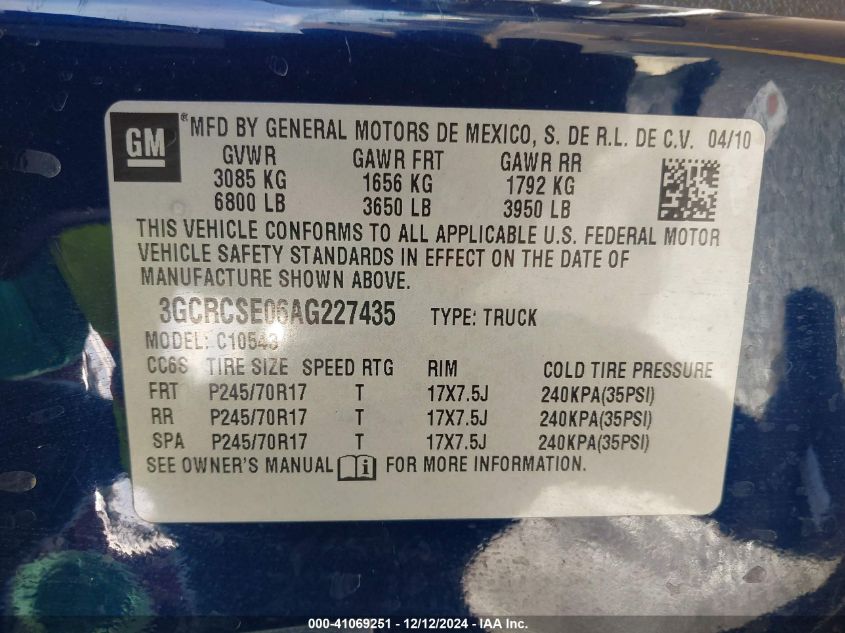 GM ® MFD BY GENERAL MOTORS DE MEXICO, S. DE R.L. DE C.V. 04/10
GVWR GAWR FRT GAWR RR
3085 KG 1656 KG 1792 KG
6800 LB 3650 LB 3950 LB
THIS VEHICLE CONFORMS TO ALL APPLICABLE U.S. FEDERAL MOTOR
VEHICLE SAFETY STANDARDS IN EFFECT ON THE DATE OF
MANUFACTURE SHOWN ABOVE.
3GCRCSE06AG227435 TYPE: TRUCK
MODEL: C10543
CC6S TIRE SIZE SPEED RTG RIM COLD TIRE PRESSURE
FRT P245/70R17 T 17X7.5J 240KPA(35PSI)
RR P245/70R17 T 17X7.5J 240KPA(35PSI)
SPA P245/70R17 T 17X7.5J 240KPA(35PSI)
SEE OWNER'S MANUAL i FOR MORE INFORMATION.
000-41069251 - 12/12/2024 - IAA Inc.